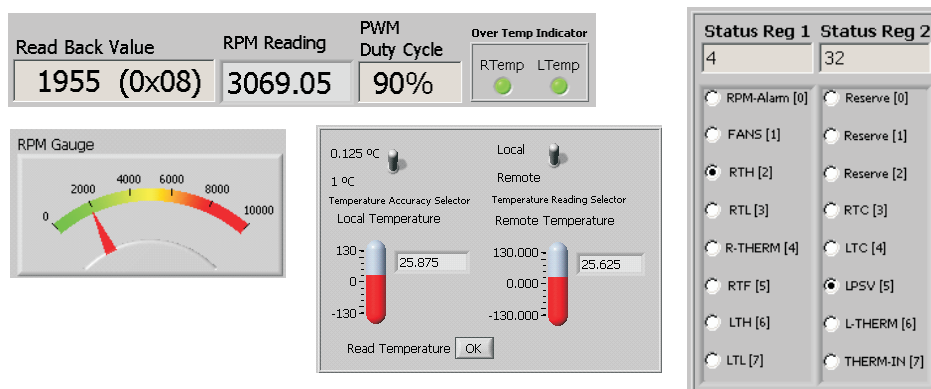 Read Back Value
1955 (0x08)
RPM Reading
3069.05
PWM
Duty Cycle
90%
Over Temp Indicator
RTemp LTemp
RPM Gauge
0
2000
4000
6000
8000
10000
0.125 ºC
1 ºC
Temperature Accuracy Selector
Local
Remote
Temperature Reading Selector
Local Temperature
130
0
-130
25.875
Remote Temperature
130.000
0.000
-130.000
25.625
Read Temperature OK
Status Reg 1 Status Reg 2
4 32
RPM-Alarm [0] Reserve [0]
FANS [1] Reserve [1]
RTH [2] Reserve [2]
RTL [3] RTC [3]
R-THERM [4] LTC [4]
RTF [5] LPSV [5]
LTH [6] L-THERM [6]
LTL [7] THERM-IN [7]